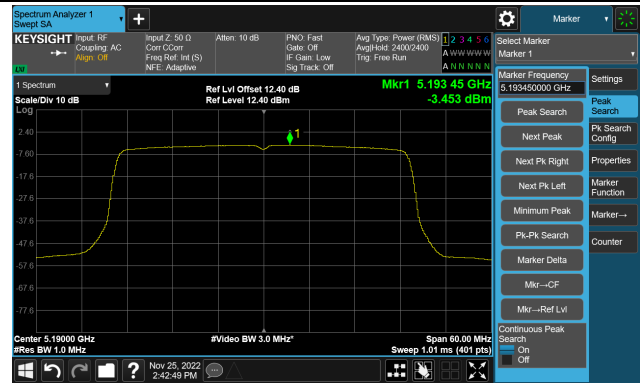 Spectrum Analyzer 1
Swept SA
Marker
KEYSIGHT
Input: RF
Coupling: AC
Align: Off
Input Z: 50 Ω
Corr CCorr
Freq Ref: Int (S)
NFE: Adaptive
Atten: 10 dB
PNO: Fast
Gate: Off
IF Gain: Low
Sig Track: Off
Avg Type: Power (RMS)
Avg|Hold: 2400/2400
Trig: Free Run
1 2 3 4 5 6
A W W W W W
A N N N N N
LXI
Select Marker
Marker 1
1 Spectrum
Scale/Div 10 dB
Log
Ref Lvl Offset 12.40 dB
Ref Level 12.40 dBm
Mkr1 5.193 45 GHz
-3.453 dBm
1
2.40
-7.60
-17.6
-27.6
-37.6
-47.6
-57.6
-67.6
-77.6
Center 5.19000 GHz
#Res BW 1.0 MHz
#Video BW 3.0 MHz*
Span 60.00 MHz
Sweep 1.01 ms (401 pts)
Marker Frequency
5.193450000 GHz
Peak Search
Next Peak
Next Pk Right
Next Pk Left
Minimum Peak
Pk-Pk Search
Marker Delta
Mkr→CF
Mkr→Ref Lvl
Continuous Peak
Search
On
Off
Settings
Peak
Search
Pk Search
Config
Properties
Marker
Function
Marker→
Counter
Nov 25, 2022
2:42:49 PM